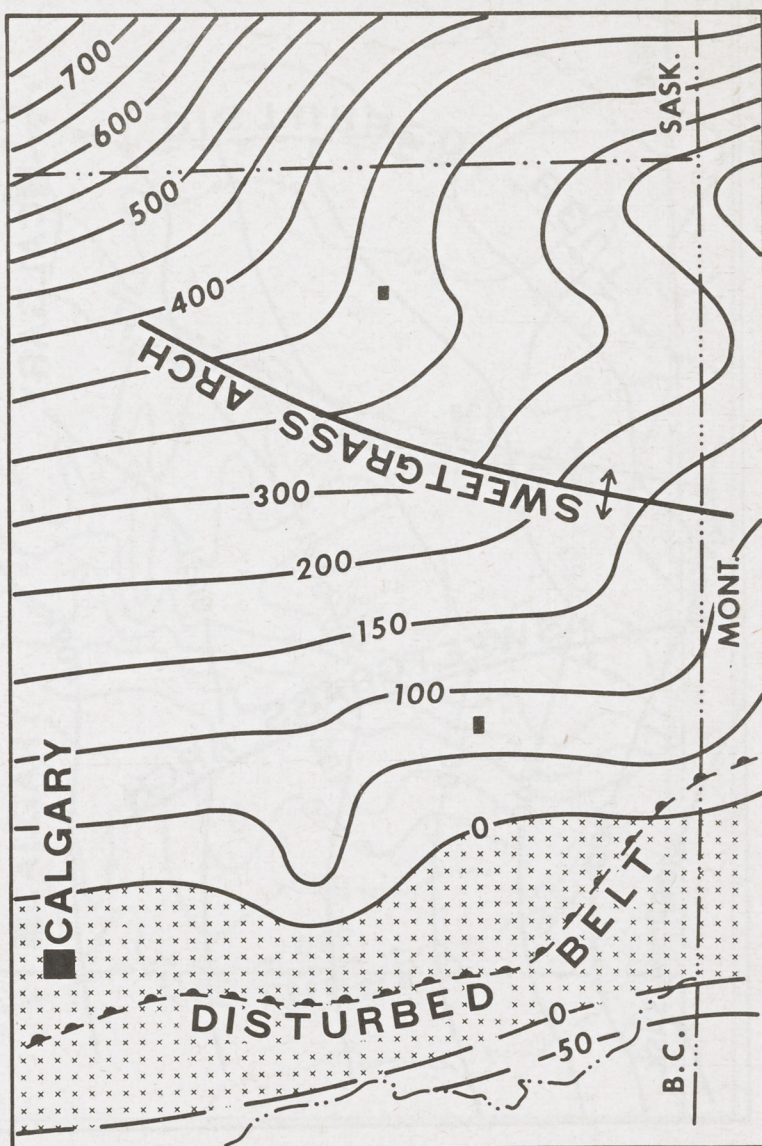 700
600
500
400
SASK.
SWEETGRASS ARCH
300
200
150
MONT.
100
CALGARY
0
DISTURBED BELT
0
-50
B.C.